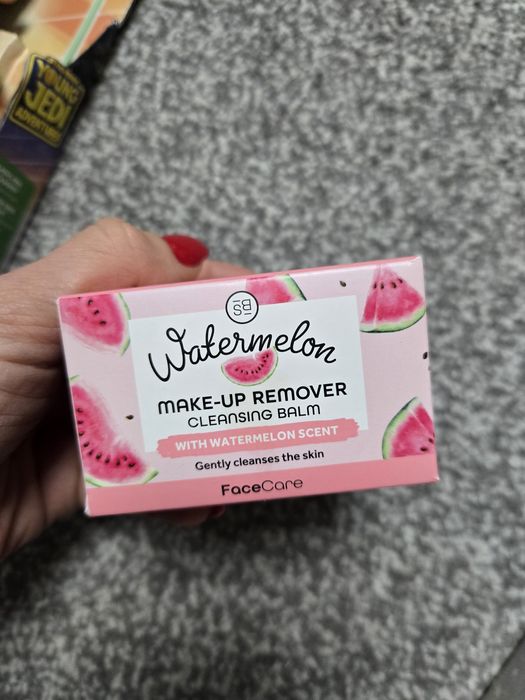 YOUNG
JEDI
ADVENTURES
BS
Watermelon
MAKE-UP REMOVER
CLEANSING BALM
WITH WATERMELON SCENT
Gently cleanses the skin
FaceCare